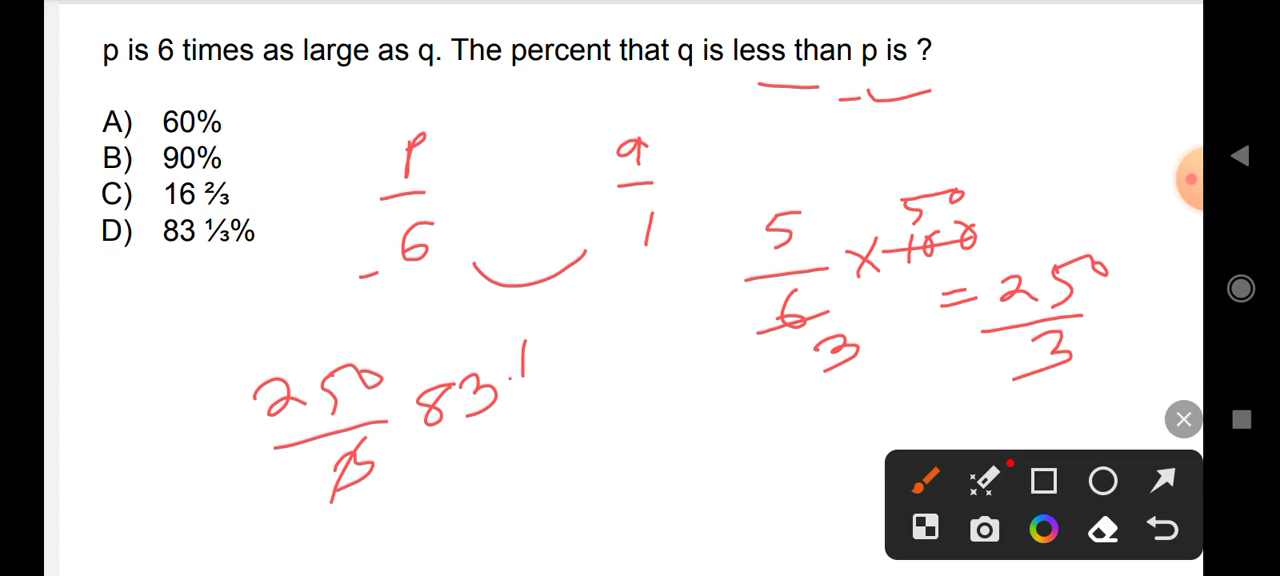 p is 6 times as large as q. The percent that q is less than p is ?
A) 60%
B) 90%
C) 16 ⅔
D) 83 ⅓%
p q
6 1
5/6 × 100 = 250/3
50
3
250/3 83.1